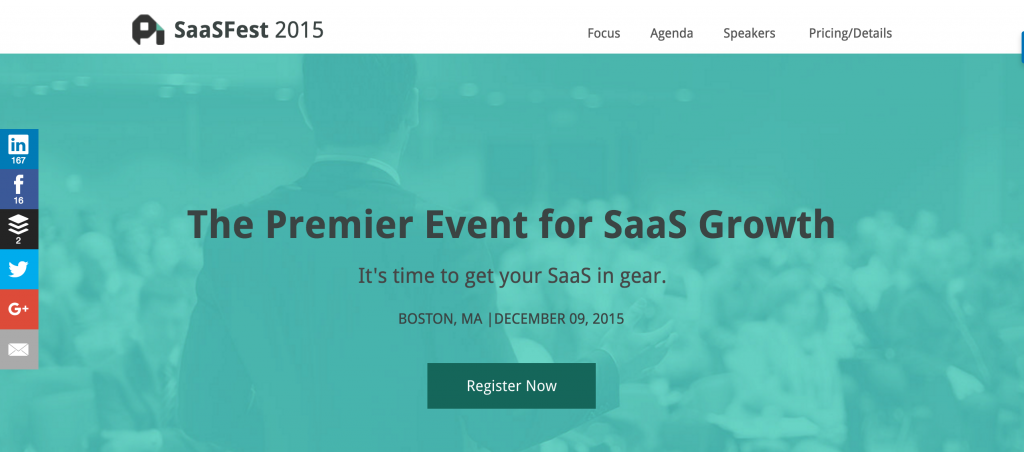 SaaSFest 2015
Focus Agenda Speakers Pricing/Details
in
167
f
16
2
G+
The Premier Event for SaaS Growth
It's time to get your SaaS in gear.
BOSTON, MA |DECEMBER 09, 2015
Register Now